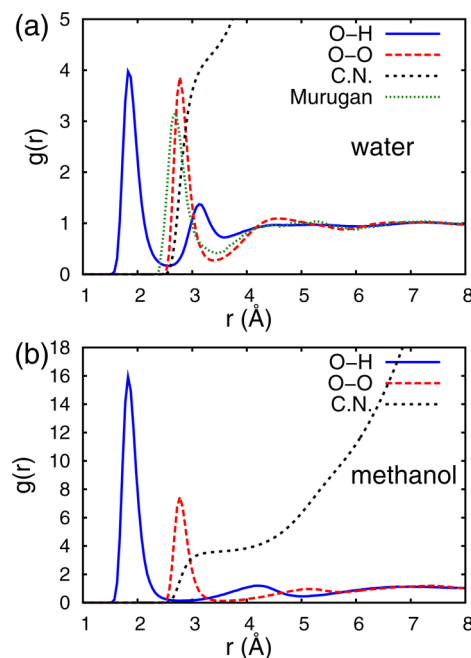 (a)
5
4
3
2
1
0
g(r)
O–H
O–O
C.N.
Murugan
water
1 2 3 4 5 6 7 8
r (Å)
(b)
18
16
14
12
10
8
6
4
2
0
g(r)
O–H
O–O
C.N.
methanol
1 2 3 4 5 6 7 8
r (Å)